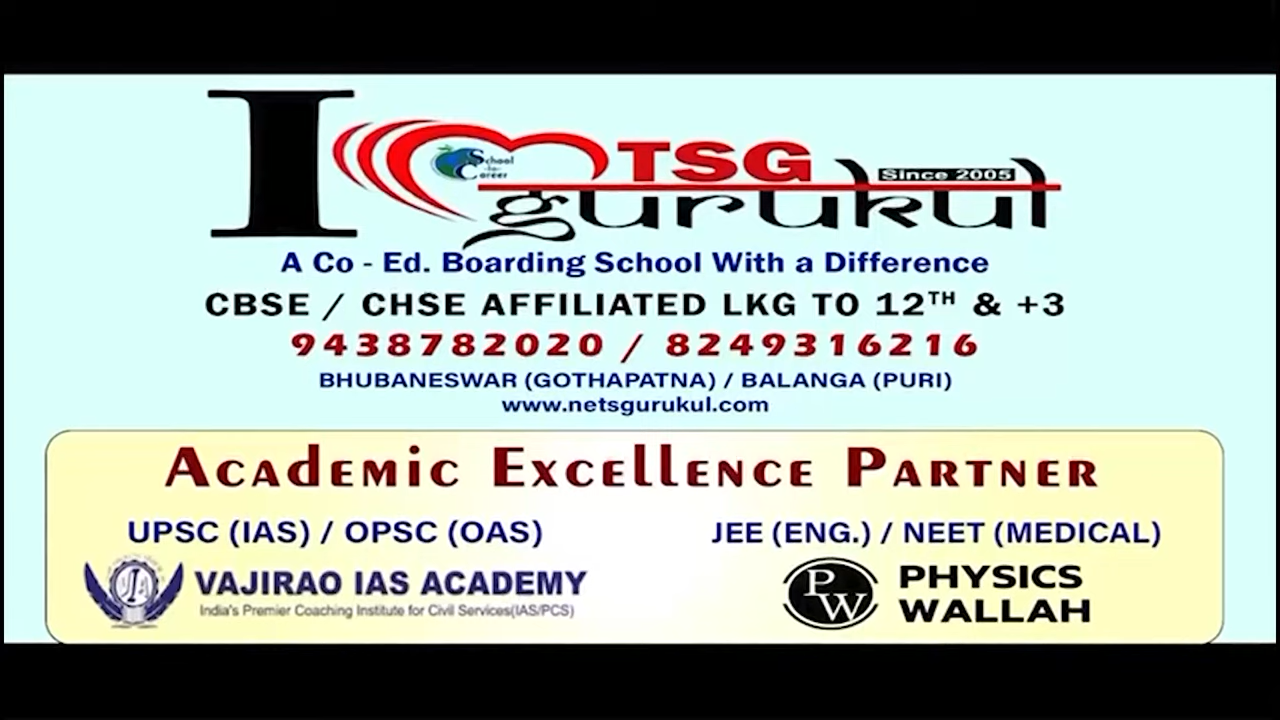 I TSG
School
-to-
Career
Since 2005
gurukul
A Co - Ed. Boarding School With a Difference
CBSE / CHSE AFFILIATED LKG TO 12TH & +3
9438782020 / 8249316216
BHUBANESWAR (GOTHAPATNA) / BALANGA (PURI)
www.netsgurukul.com
Academic Excellence Partner
UPSC (IAS) / OPSC (OAS)
JEE (ENG.) / NEET (MEDICAL)
VAJIRAO IAS ACADEMY
India's Premier Coaching Institute for Civil Services(IAS/PCS)
PW
PHYSICS
WALLAH